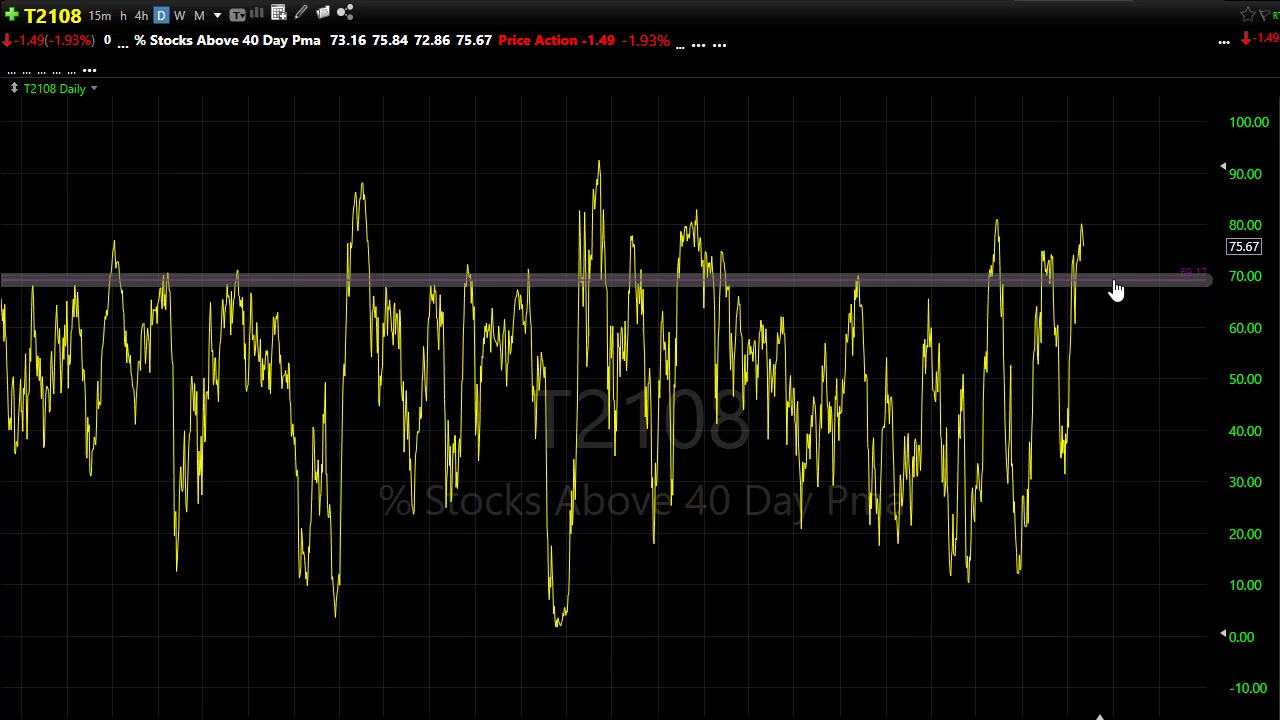 T2108 15m h 4h D W M
-1.49(-1.93%) 0 ... % Stocks Above 40 Day Pma 73.16 75.84 72.86 75.67 Price Action -1.49 -1.93% ... ... ... ... -1.49
... ... ... ... ... ...
T2108 Daily
100.00
90.00
80.00
75.67
69.17
70.00
60.00
50.00
T2108
40.00
% Stocks Above 40 Day Pma
30.00
20.00
10.00
0.00
-10.00